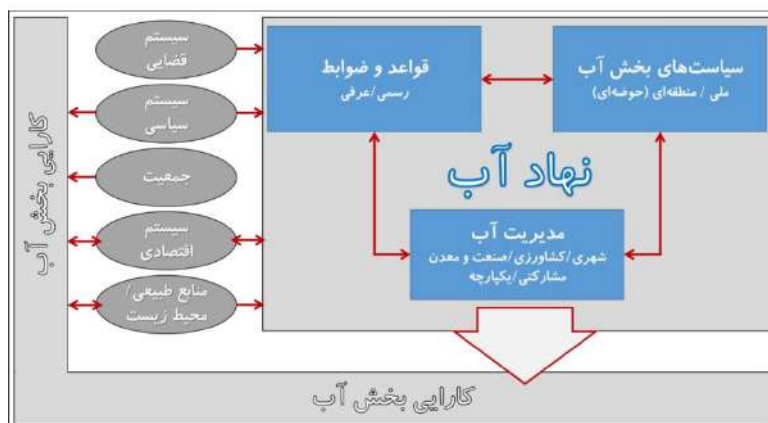 سیاست‌های بخش آب
ملی / منطقه‌ای (حوضه‌ای)
قواعد و ضوابط
رسمی/عرفی
نهاد آب
مدیریت آب
شهری/کشاورزی/صنعت و معدن
مشارکتی/یکپارچه
سیستم
قضایی
سیستم
سیاسی
جمعیت
سیستم
اقتصادی
منابع طبیعی/
محیط زیست
کارایی بخش آب
کارایی بخش آب